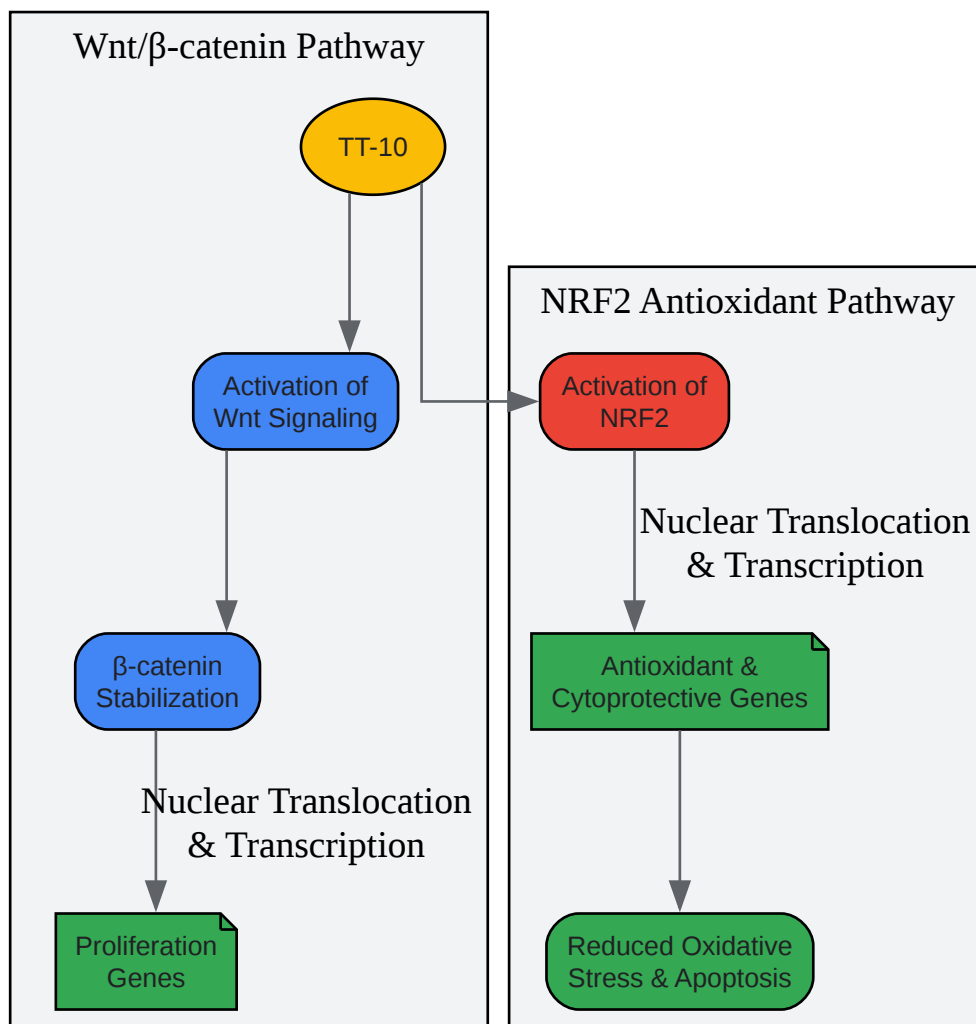 Wnt/β-catenin Pathway
TT-10
Activation of
Wnt Signaling
β-catenin
Stabilization
Nuclear Translocation
& Transcription
Proliferation
Genes
NRF2 Antioxidant Pathway
Activation of
NRF2
Nuclear Translocation
& Transcription
Antioxidant &
Cytoprotective Genes
Reduced Oxidative
Stress & Apoptosis